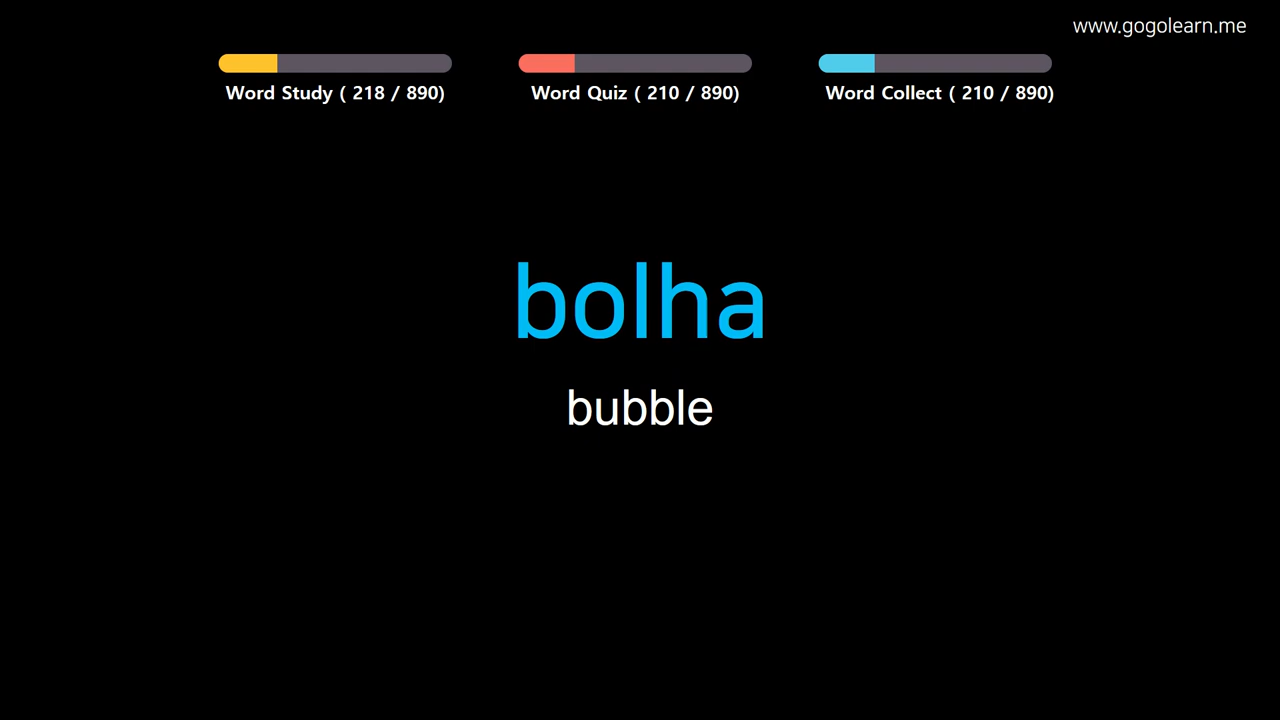 www.gogolearn.me
Word Study ( 218 / 890)
Word Quiz ( 210 / 890)
Word Collect ( 210 / 890)
bolha
bubble